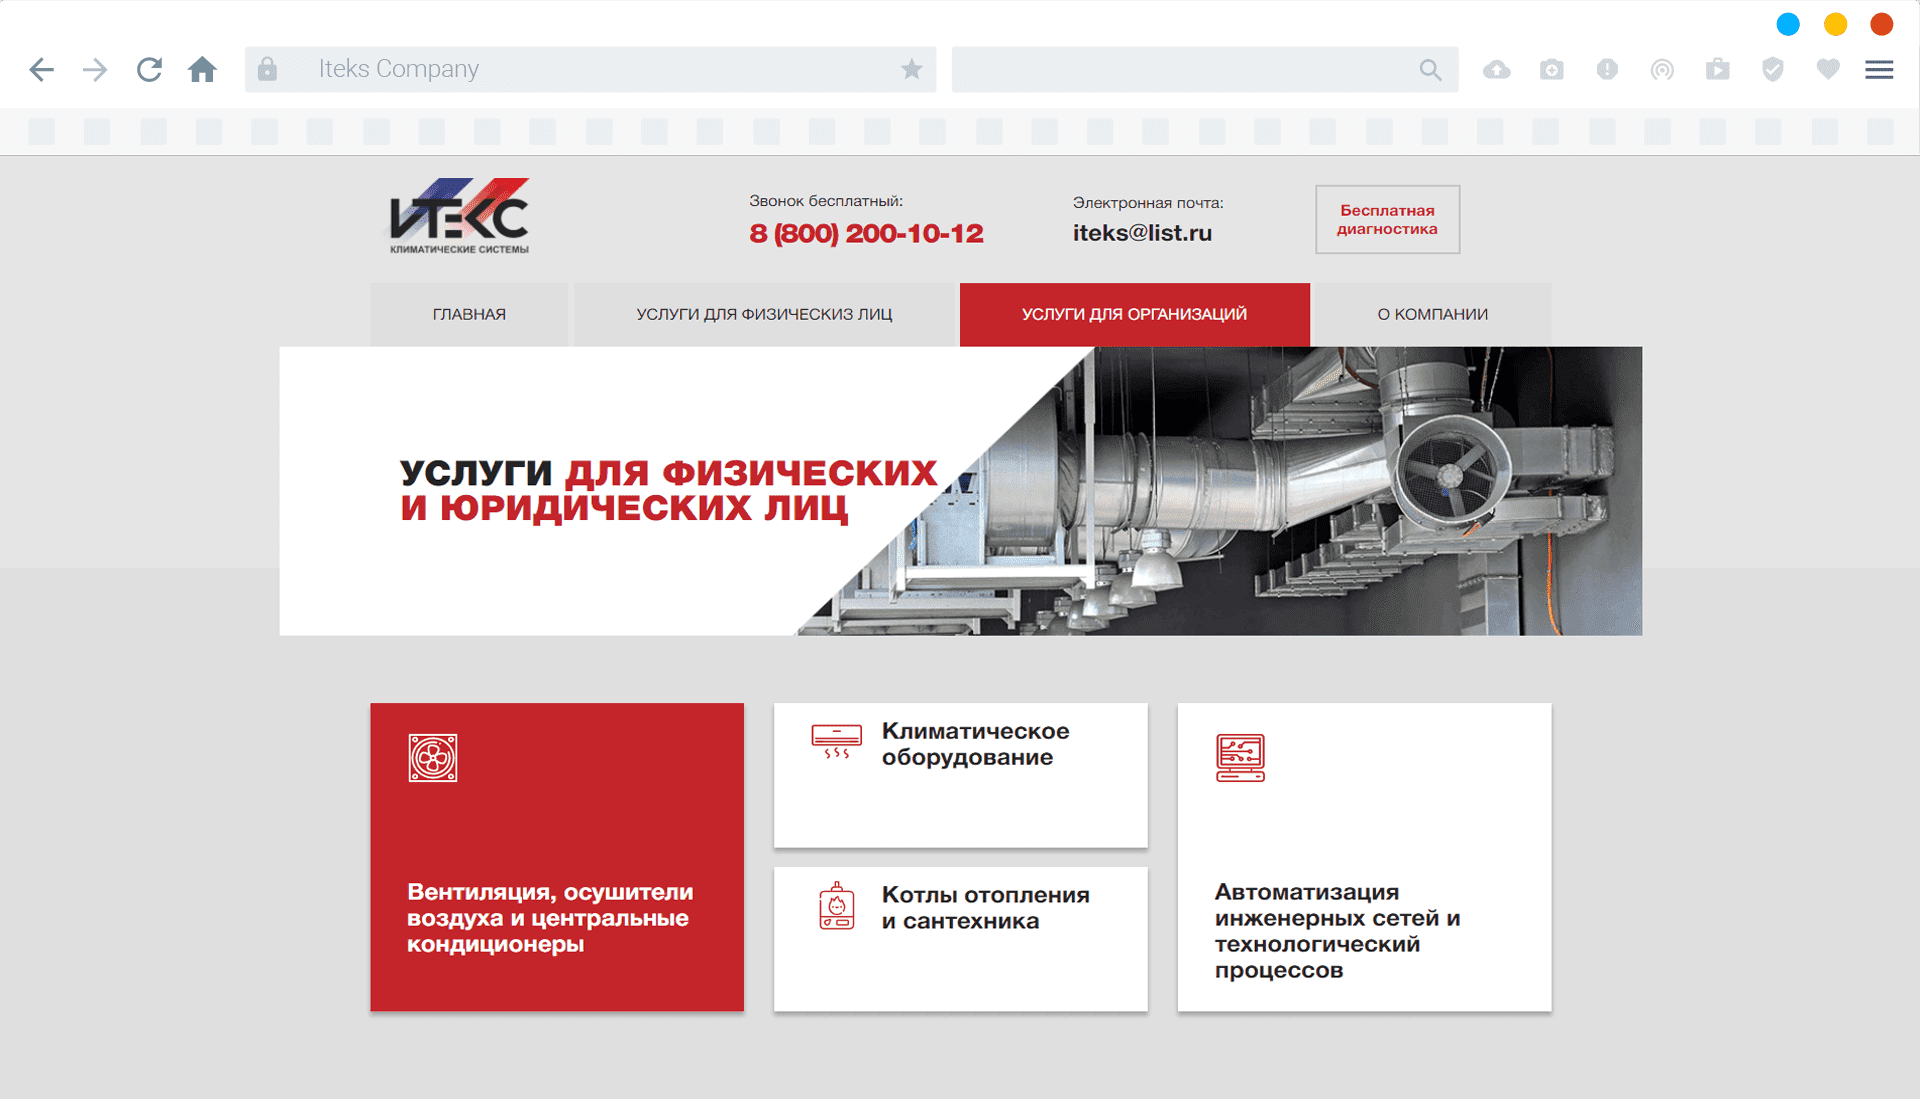 Iteks Company
ИТЕКС
КЛИМАТИЧЕСКИЕ СИСТЕМЫ
Звонок бесплатный:
8 (800) 200-10-12
Электронная почта:
iteks@list.ru
Бесплатная
диагностика
ГЛАВНАЯ
УСЛУГИ ДЛЯ ФИЗИЧЕСКИЗ ЛИЦ
УСЛУГИ ДЛЯ ОРГАНИЗАЦИЙ
О КОМПАНИИ
УСЛУГИ ДЛЯ ФИЗИЧЕСКИХ
И ЮРИДИЧЕСКИХ ЛИЦ
Вентиляция, осушители
воздуха и центральные
кондиционеры
Климатическое
оборудование
Котлы отопления
и сантехника
Автоматизация
инженерных сетей и
технологический
процессов